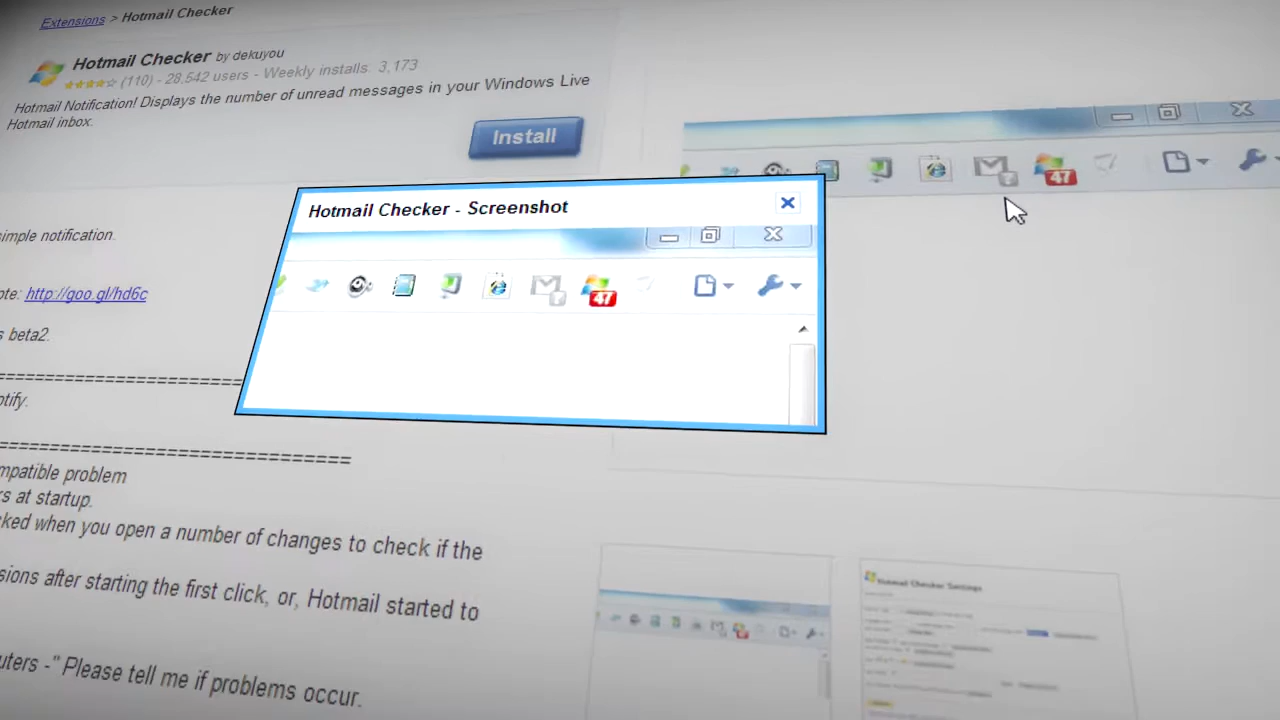 Extensions > Hotmail Checker
Hotmail Checker by dekuyou
(110) - 28,542 users - Weekly installs: 3,173
Hotmail Notification! Displays the number of unread messages in your Windows Live
Hotmail inbox.
Install
47
Hotmail Checker - Screenshot
47
simple notification.
ote: http://goo.gl/hd6c
s beta2.
===============================
otify.
===============================
mpatible problem
ks at startup.
cked when you open a number of changes to check if the
sions after starting the first click, or, Hotmail started to
uters -" Please tell me if problems occur.
Hotmail Checker Settings